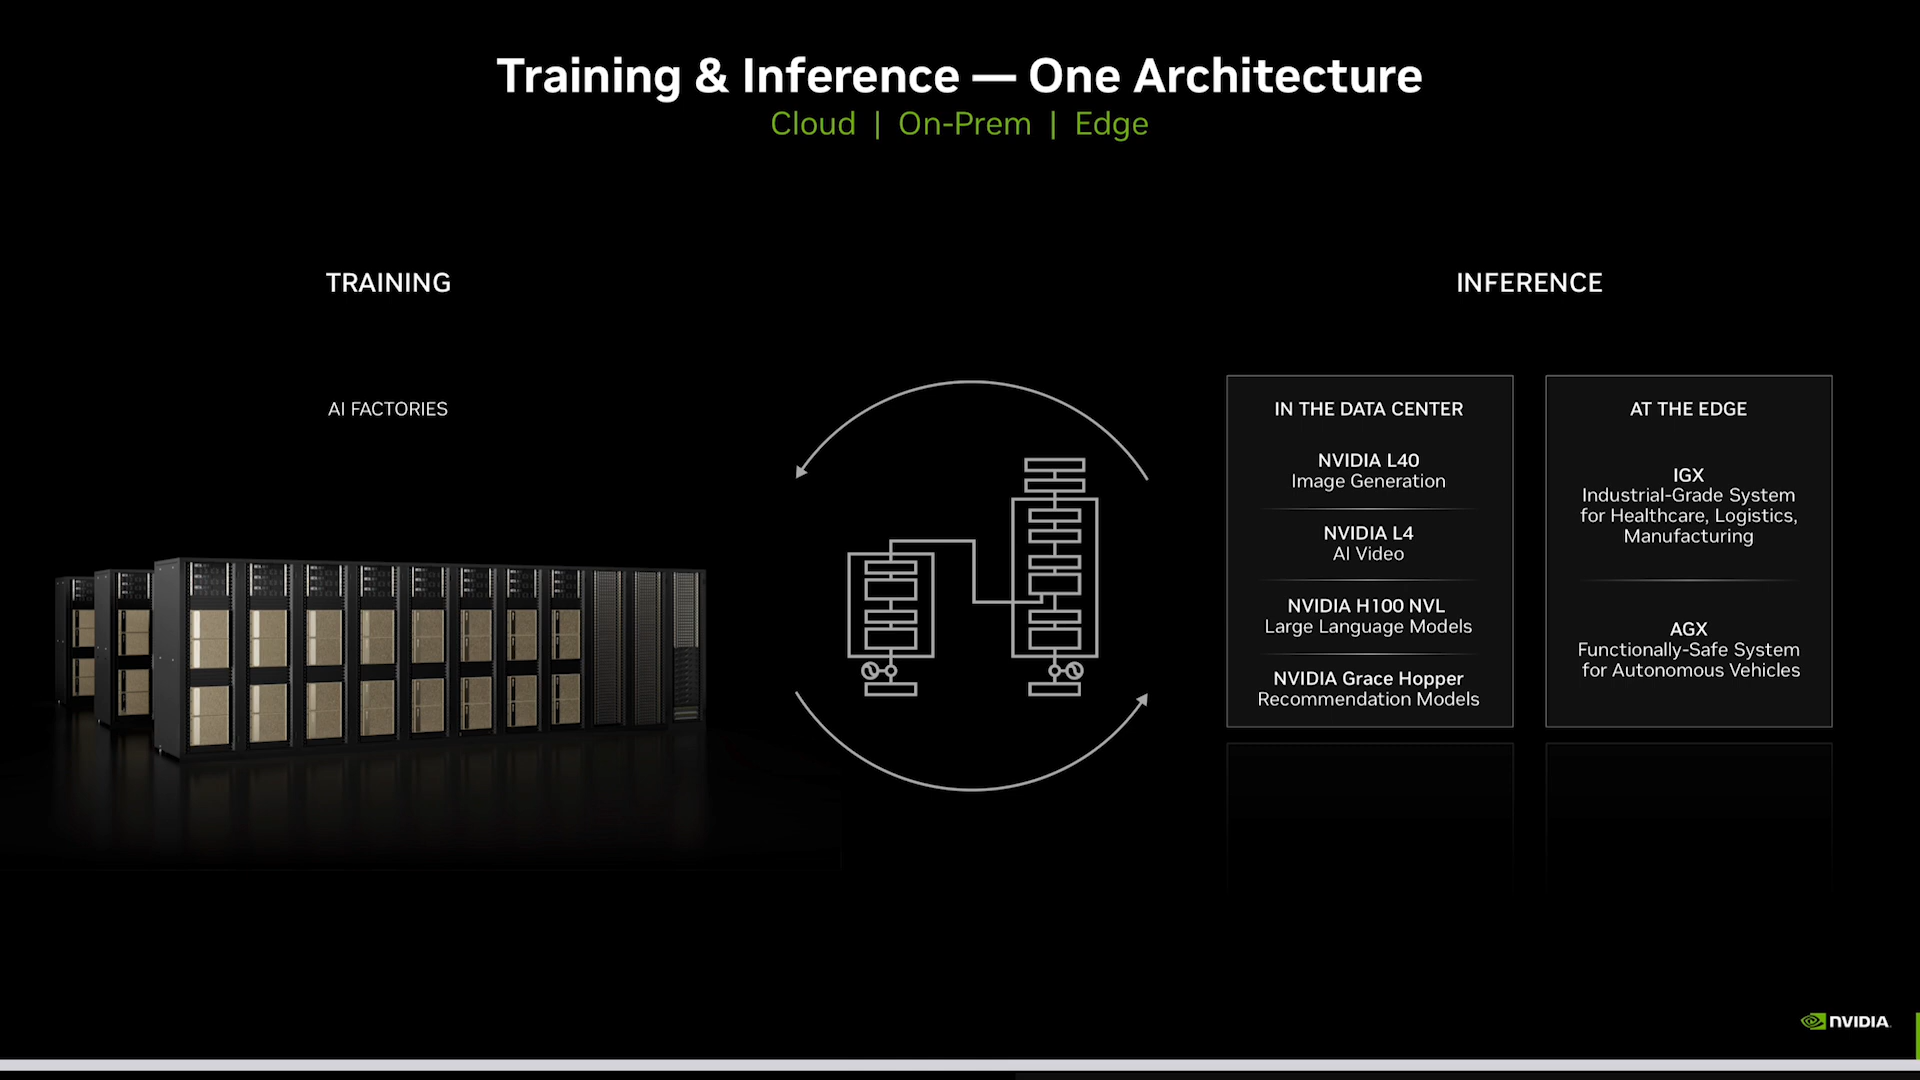 Training & Inference — One Architecture
Cloud | On-Prem | Edge
TRAINING
AI FACTORIES
INFERENCE
IN THE DATA CENTER
NVIDIA L40
Image Generation
NVIDIA L4
AI Video
NVIDIA H100 NVL
Large Language Models
NVIDIA Grace Hopper
Recommendation Models
AT THE EDGE
IGX
Industrial-Grade System
for Healthcare, Logistics,
Manufacturing
AGX
Functionally-Safe System
for Autonomous Vehicles
NVIDIA.